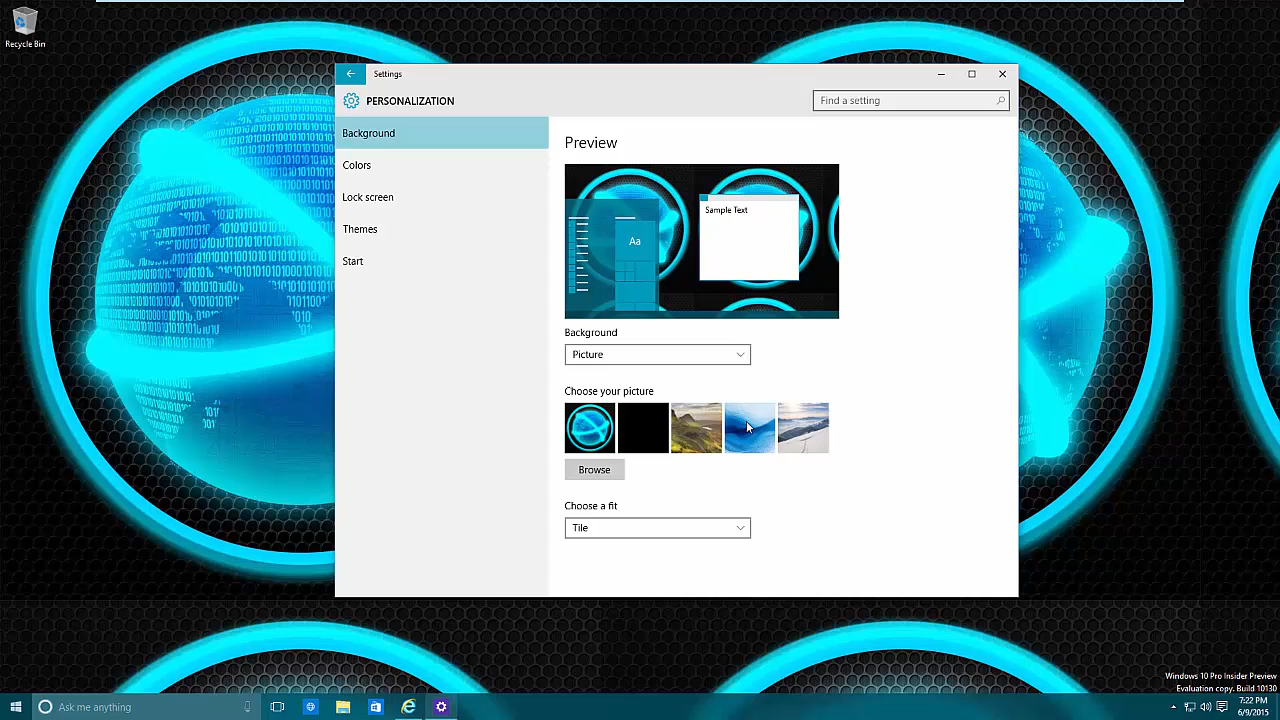 Recycle Bin
Settings
PERSONALIZATION
Find a setting
Background
Colors
Lock screen
Themes
Start
Preview
Sample Text
Aa
Background
Picture
Choose your picture
Browse
Choose a fit
Tile
Windows 10 Pro Insider Preview
Evaluation copy. Build 10130
Ask me anything
7:22 PM
6/9/2015